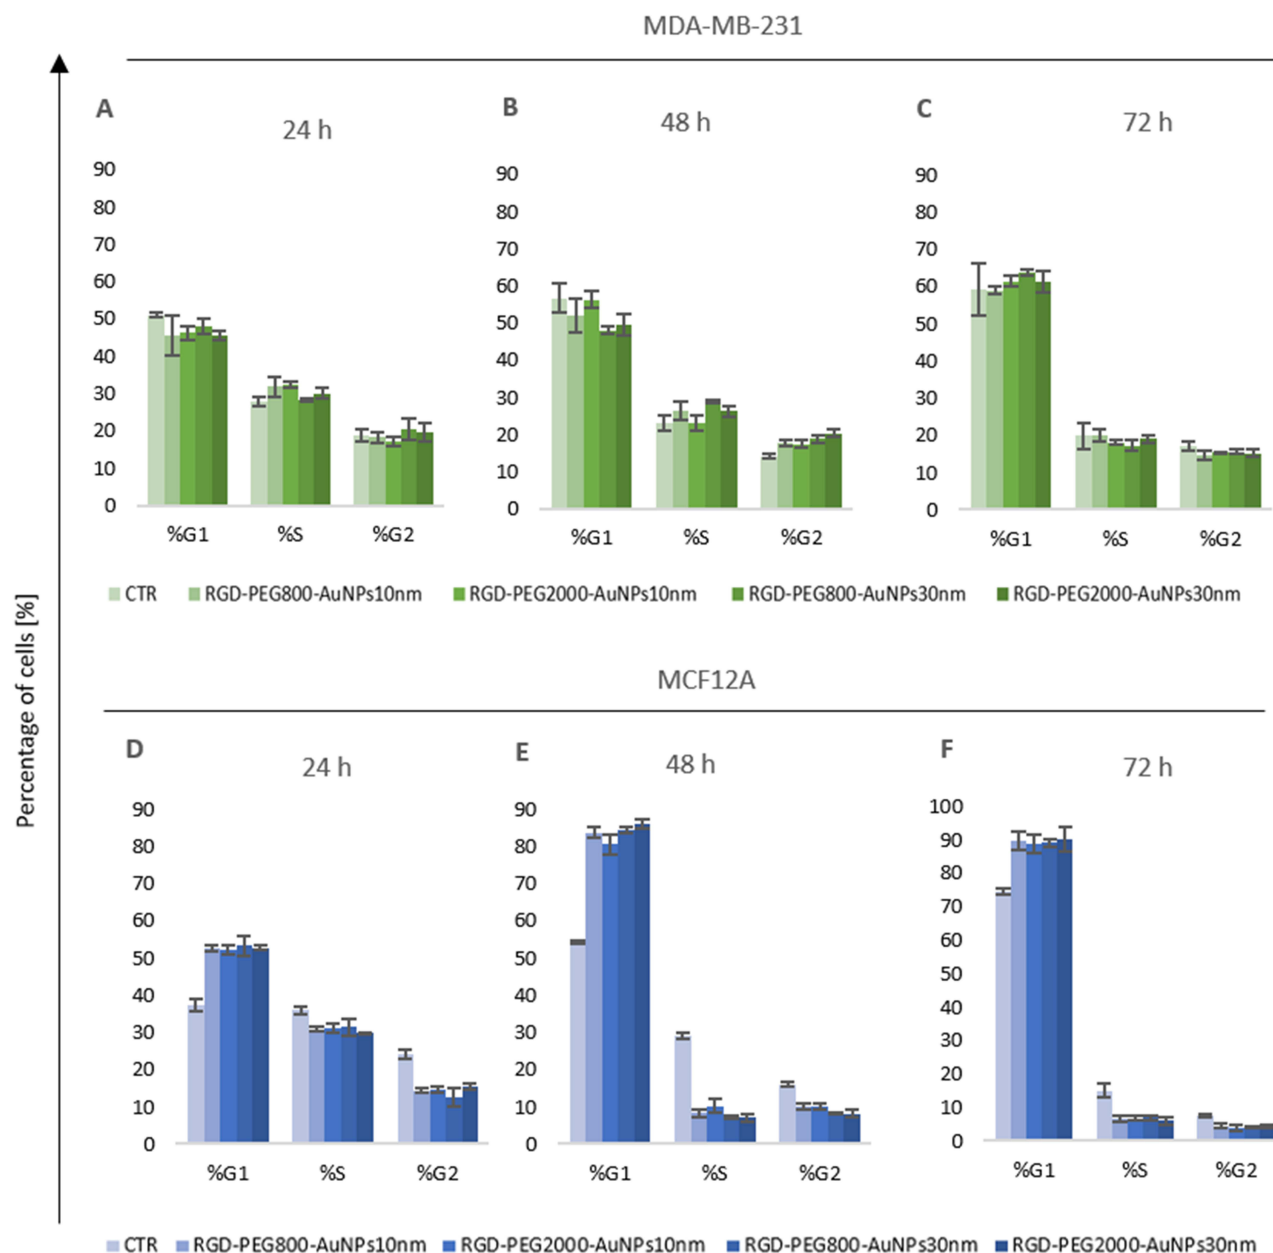 MDA-MB-231
A
24 h
B
48 h
C
72 h
90
80
70
60
50
40
30
20
10
0
%G1 %S %G2
90
80
70
60
50
40
30
20
10
0
%G1 %S %G2
90
80
70
60
50
40
30
20
10
0
%G1 %S %G2
CTR RGD-PEG800-AuNPs10nm RGD-PEG2000-AuNPs10nm RGD-PEG800-AuNPs30nm RGD-PEG2000-AuNPs30nm
Percentage of cells [%]
MCF12A
D
24 h
E
48 h
F
72 h
90
80
70
60
50
40
30
20
10
0
%G1 %S %G2
90
80
70
60
50
40
30
20
10
0
%G1 %S %G2
100
90
80
70
60
50
40
30
20
10
0
%G1 %S %G2
CTR RGD-PEG800-AuNPs10nm RGD-PEG2000-AuNPs10nm RGD-PEG800-AuNPs30nm RGD-PEG2000-AuNPs30nm